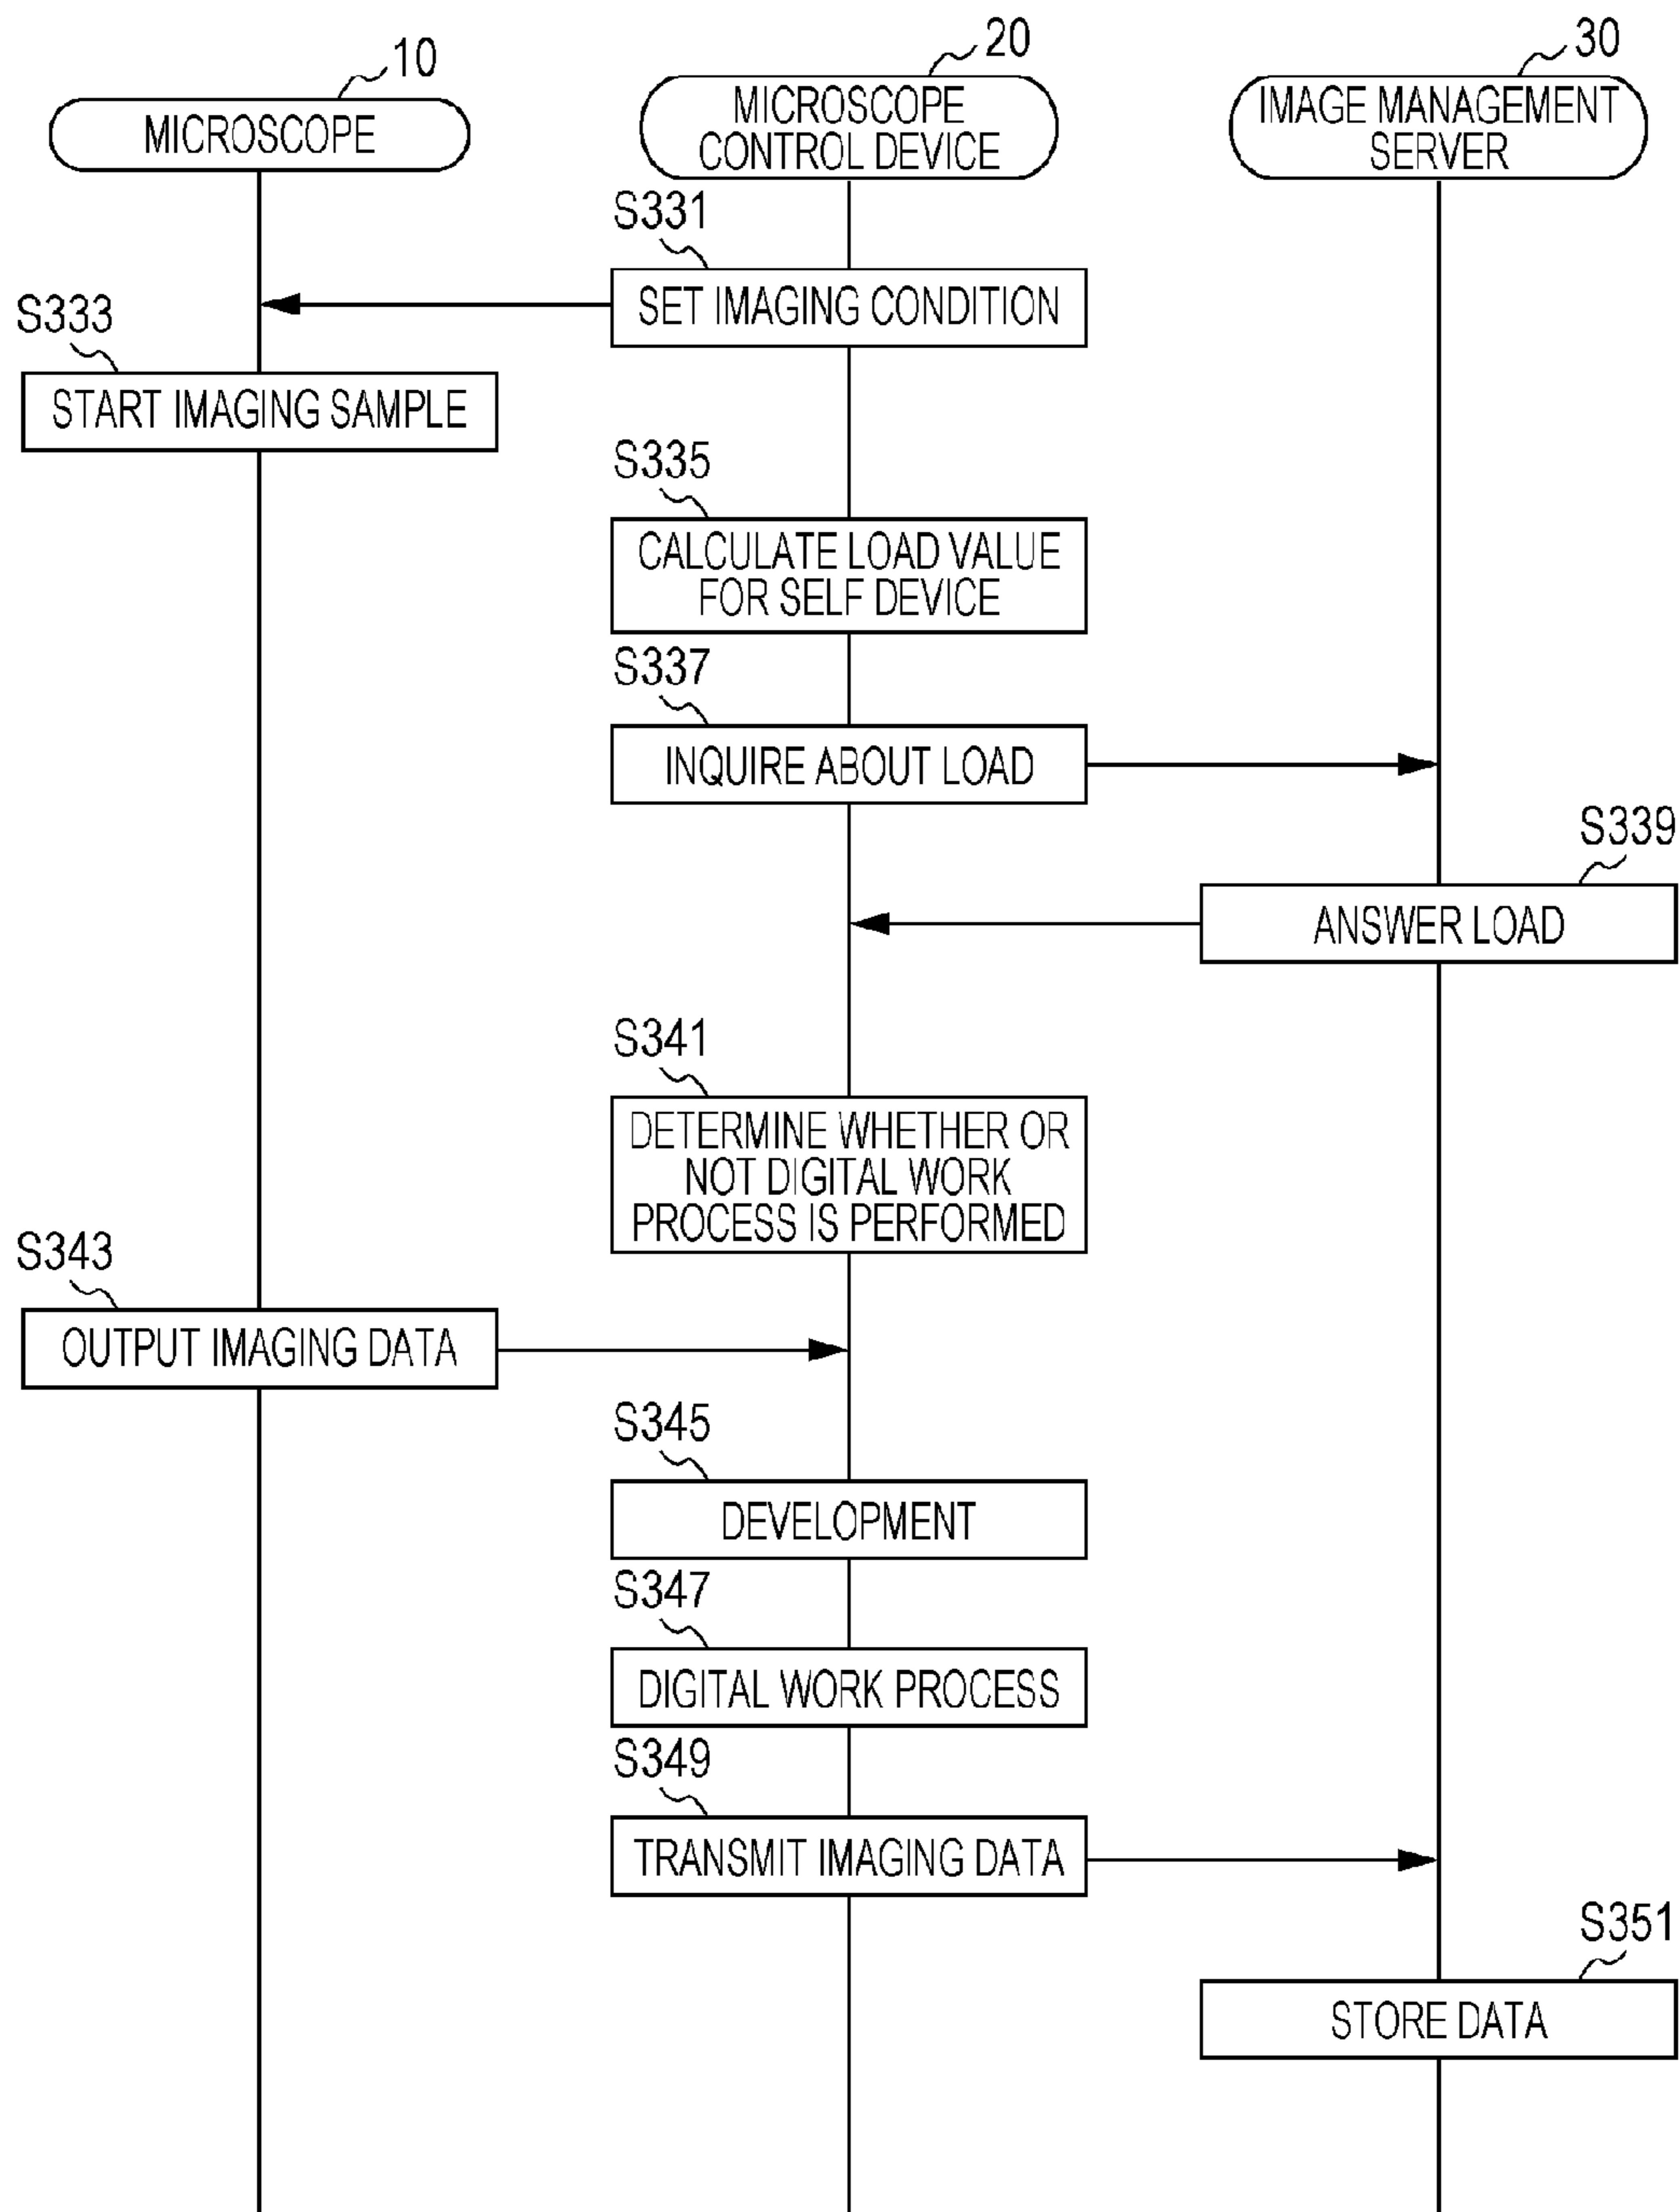 10
20
30
MICROSCOPE
MICROSCOPE
CONTROL DEVICE
IMAGE MANAGEMENT
SERVER
S331
SET IMAGING CONDITION
S333
START IMAGING SAMPLE
S335
CALCULATE LOAD VALUE
FOR SELF DEVICE
S337
INQUIRE ABOUT LOAD
S339
ANSWER LOAD
S341
DETERMINE WHETHER OR
NOT DIGITAL WORK
PROCESS IS PERFORMED
S343
OUTPUT IMAGING DATA
S345
DEVELOPMENT
S347
DIGITAL WORK PROCESS
S349
TRANSMIT IMAGING DATA
S351
STORE DATA